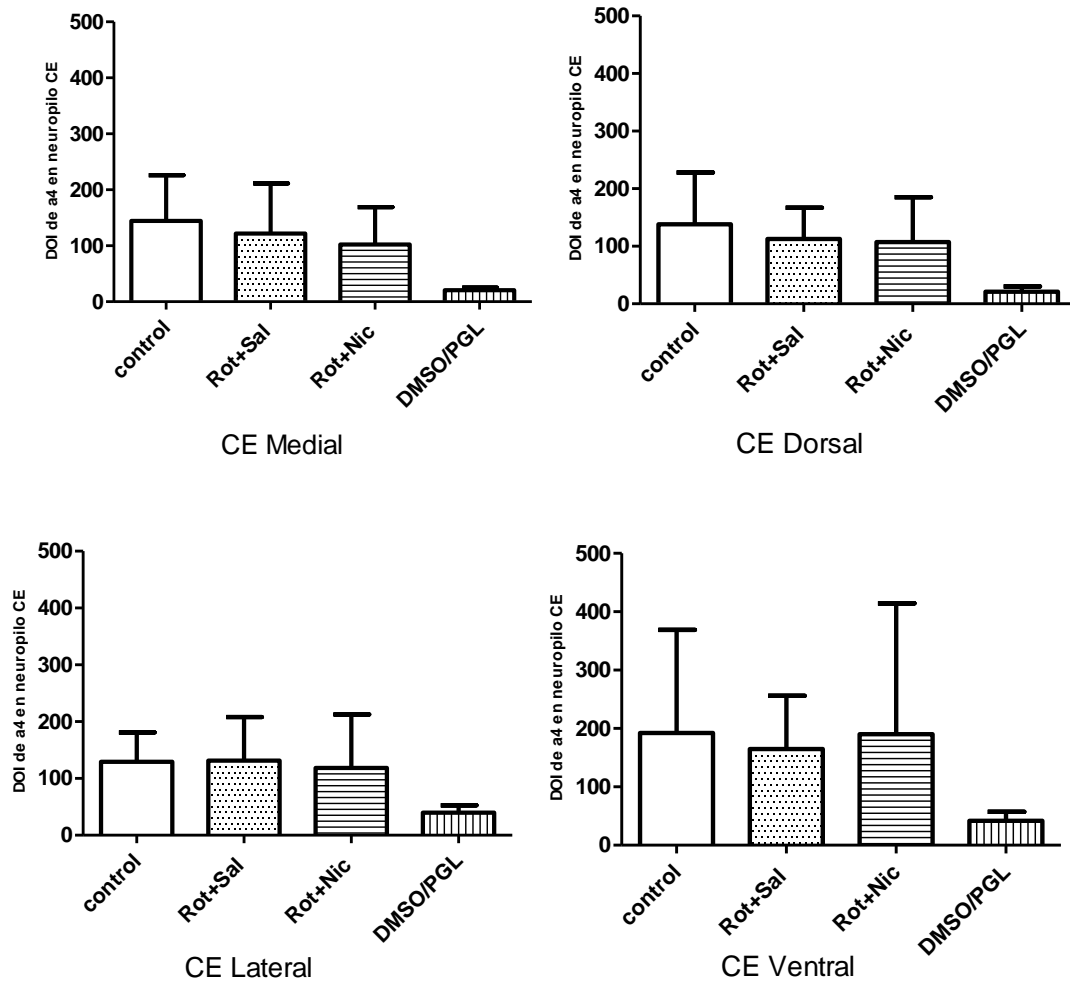 DOI de a4 en neuropilo CE
500
400
300
200
100
0
control
Rot+Sal
Rot+Nic
DMSO/PGL
CE Medial
DOI de a4 en neuropilo CE
500
400
300
200
100
0
control
Rot+Sal
Rot+Nic
DMSO/PGL
CE Dorsal
DOI de a4 en neuropilo CE
500
400
300
200
100
0
control
Rot+Sal
Rot+Nic
DMSO/PGL
CE Lateral
DOI de a4 en neuropilo CE
500
400
300
200
100
0
control
Rot+Sal
Rot+Nic
DMSO/PGL
CE Ventral